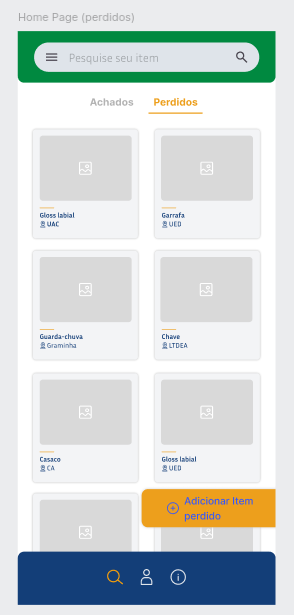 Home Page (perdidos)
Pesquise seu item
Achados Perdidos
Gloss labial
UAC
Garrafa
UED
Guarda-chuva
Graminha
Chave
LTDEA
Casaco
CA
Gloss labial
UED
Adicionar Item
perdido